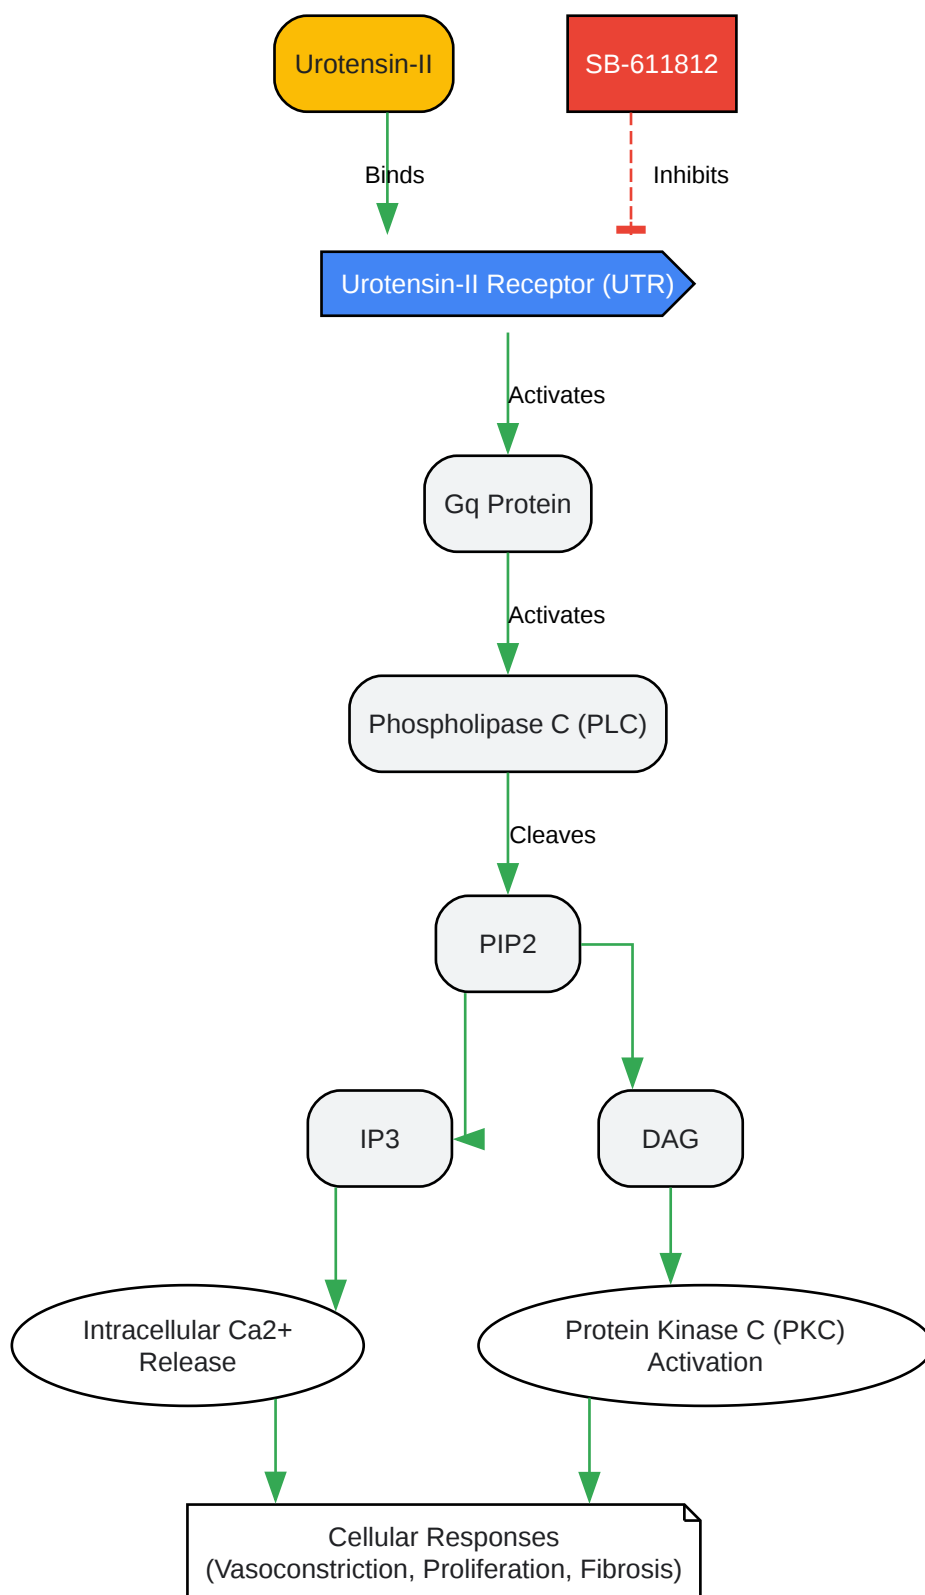 Urotensin-II
SB-611812
Binds
Inhibits
Urotensin-II Receptor (UTR)
Activates
Gq Protein
Activates
Phospholipase C (PLC)
Cleaves
PIP2
IP3
DAG
Intracellular Ca2+
Release
Protein Kinase C (PKC)
Activation
Cellular Responses
(Vasoconstriction, Proliferation, Fibrosis)